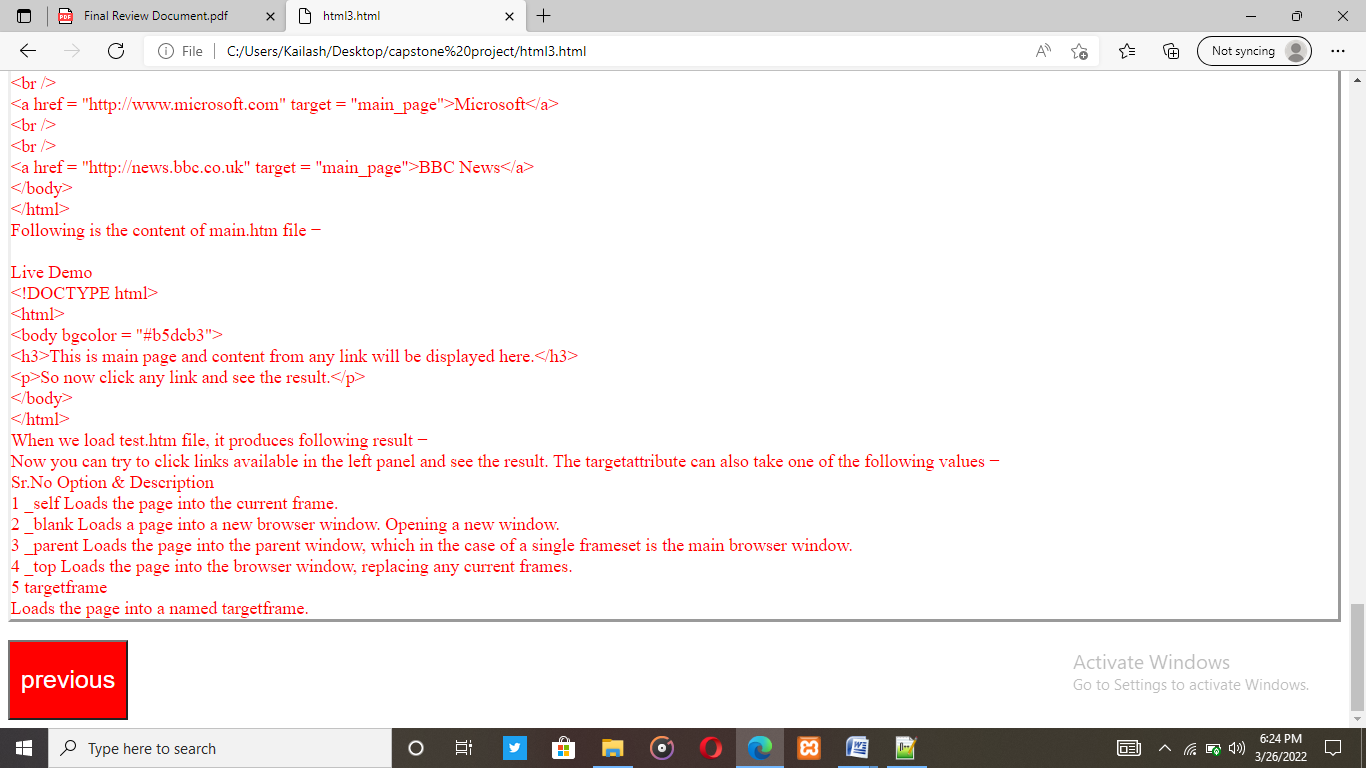 Final Review Document.pdf
html3.html
File
C:/Users/Kailash/Desktop/capstone%20project/html3.html
Not syncing
<br />
<a href = "http://www.microsoft.com" target = "main_page">Microsoft</a>
<br />
<br />
<a href = "http://news.bbc.co.uk" target = "main_page">BBC News</a>
</body>
</html>
Following is the content of main.htm file −
Live Demo
<!DOCTYPE html>
<html>
<body bgcolor = "#b5dcb3">
<h3>This is main page and content from any link will be displayed here.</h3>
<p>So now click any link and see the result.</p>
</body>
</html>
When we load test.htm file, it produces following result −
Now you can try to click links available in the left panel and see the result. The targetattribute can also take one of the following values −
Sr.No Option & Description
1 _self Loads the page into the current frame.
2 _blank Loads a page into a new browser window. Opening a new window.
3 _parent Loads the page into the parent window, which in the case of a single frameset is the main browser window.
4 _top Loads the page into the browser window, replacing any current frames.
5 targetframe
Loads the page into a named targetframe.
previous
Activate Windows
Go to Settings to activate Windows.
Type here to search
6:24 PM
3/26/2022